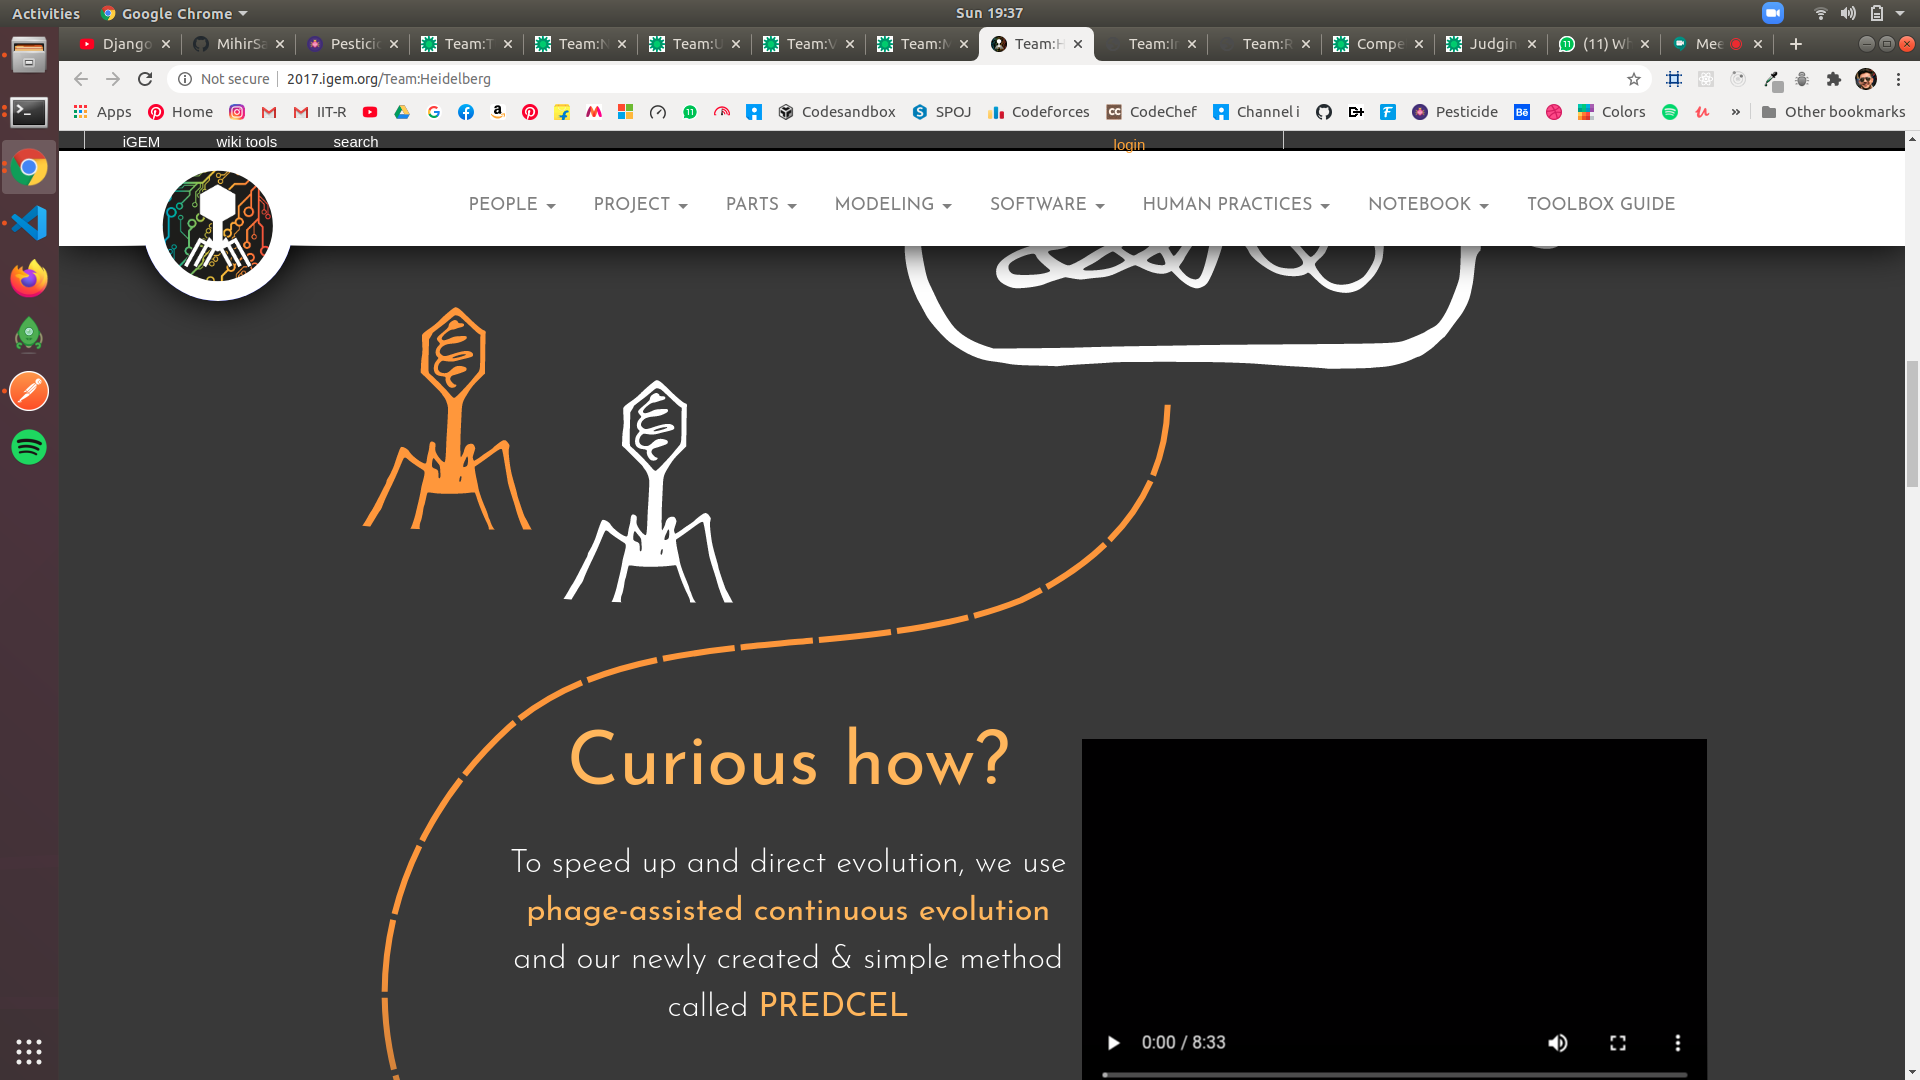 Activities
Google Chrome
Sun 19:37
Django
MihirSa
Pesticid
Team:T
Team:N
Team:U
Team:V
Team:M
Team:H
Team:In
Team:R
Compe
Judgin
(11) Wh
Mee
Not secure
2017.igem.org/Team:Heidelberg
Apps
Home
IIT-R
Codesandbox
SPOJ
Codeforces
CodeChef
Channel i
Pesticide
Colors
Other bookmarks
iGEM
wiki tools
search
login
PEOPLE
PROJECT
PARTS
MODELING
SOFTWARE
HUMAN PRACTICES
NOTEBOOK
TOOLBOX GUIDE
Curious how?
To speed up and direct evolution, we use
phage-assisted continuous evolution
and our newly created & simple method
called PREDCEL
0:00 / 8:33